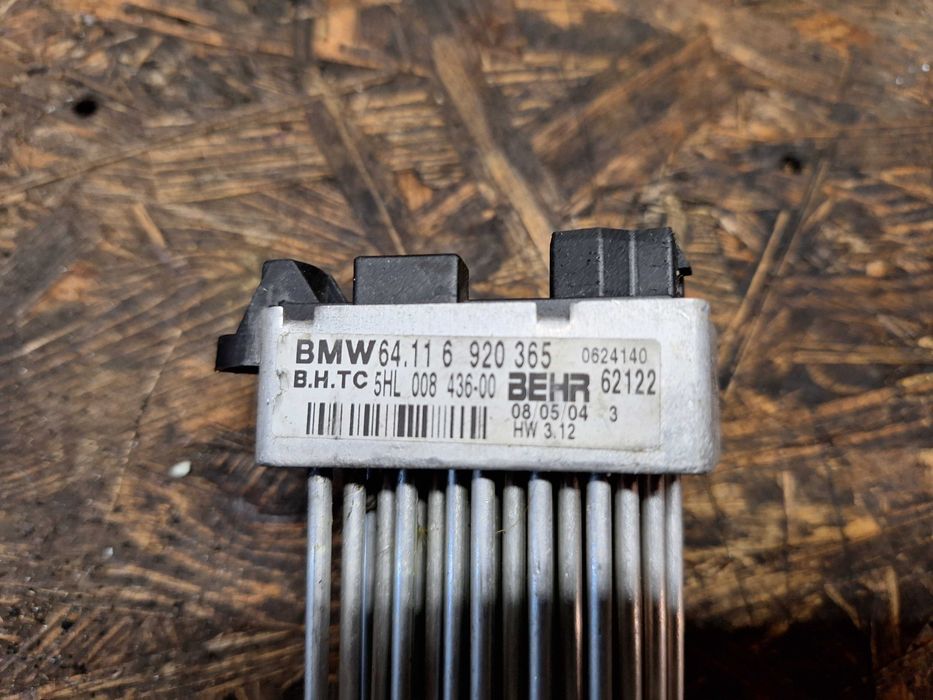 BMW 64.11 6 920 365 0624140
B.H.TC 5HL 008 436-00 BEHR 62122
08/05/04 3
HW 3.12